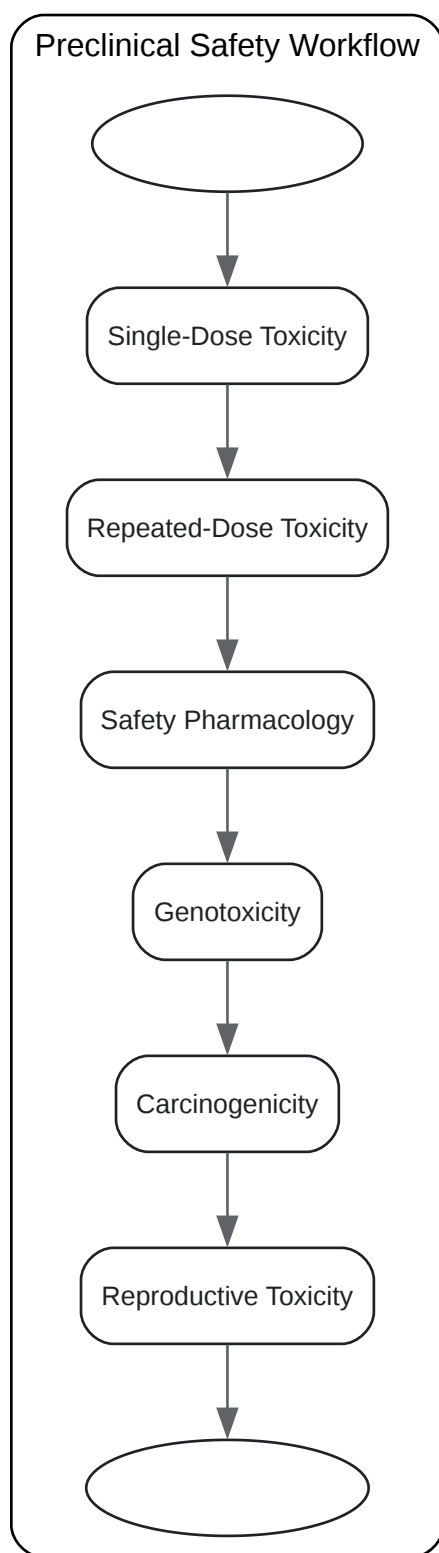 Preclinical Safety Workflow
Single-Dose Toxicity
Repeated-Dose Toxicity
Safety Pharmacology
Genotoxicity
Carcinogenicity
Reproductive Toxicity